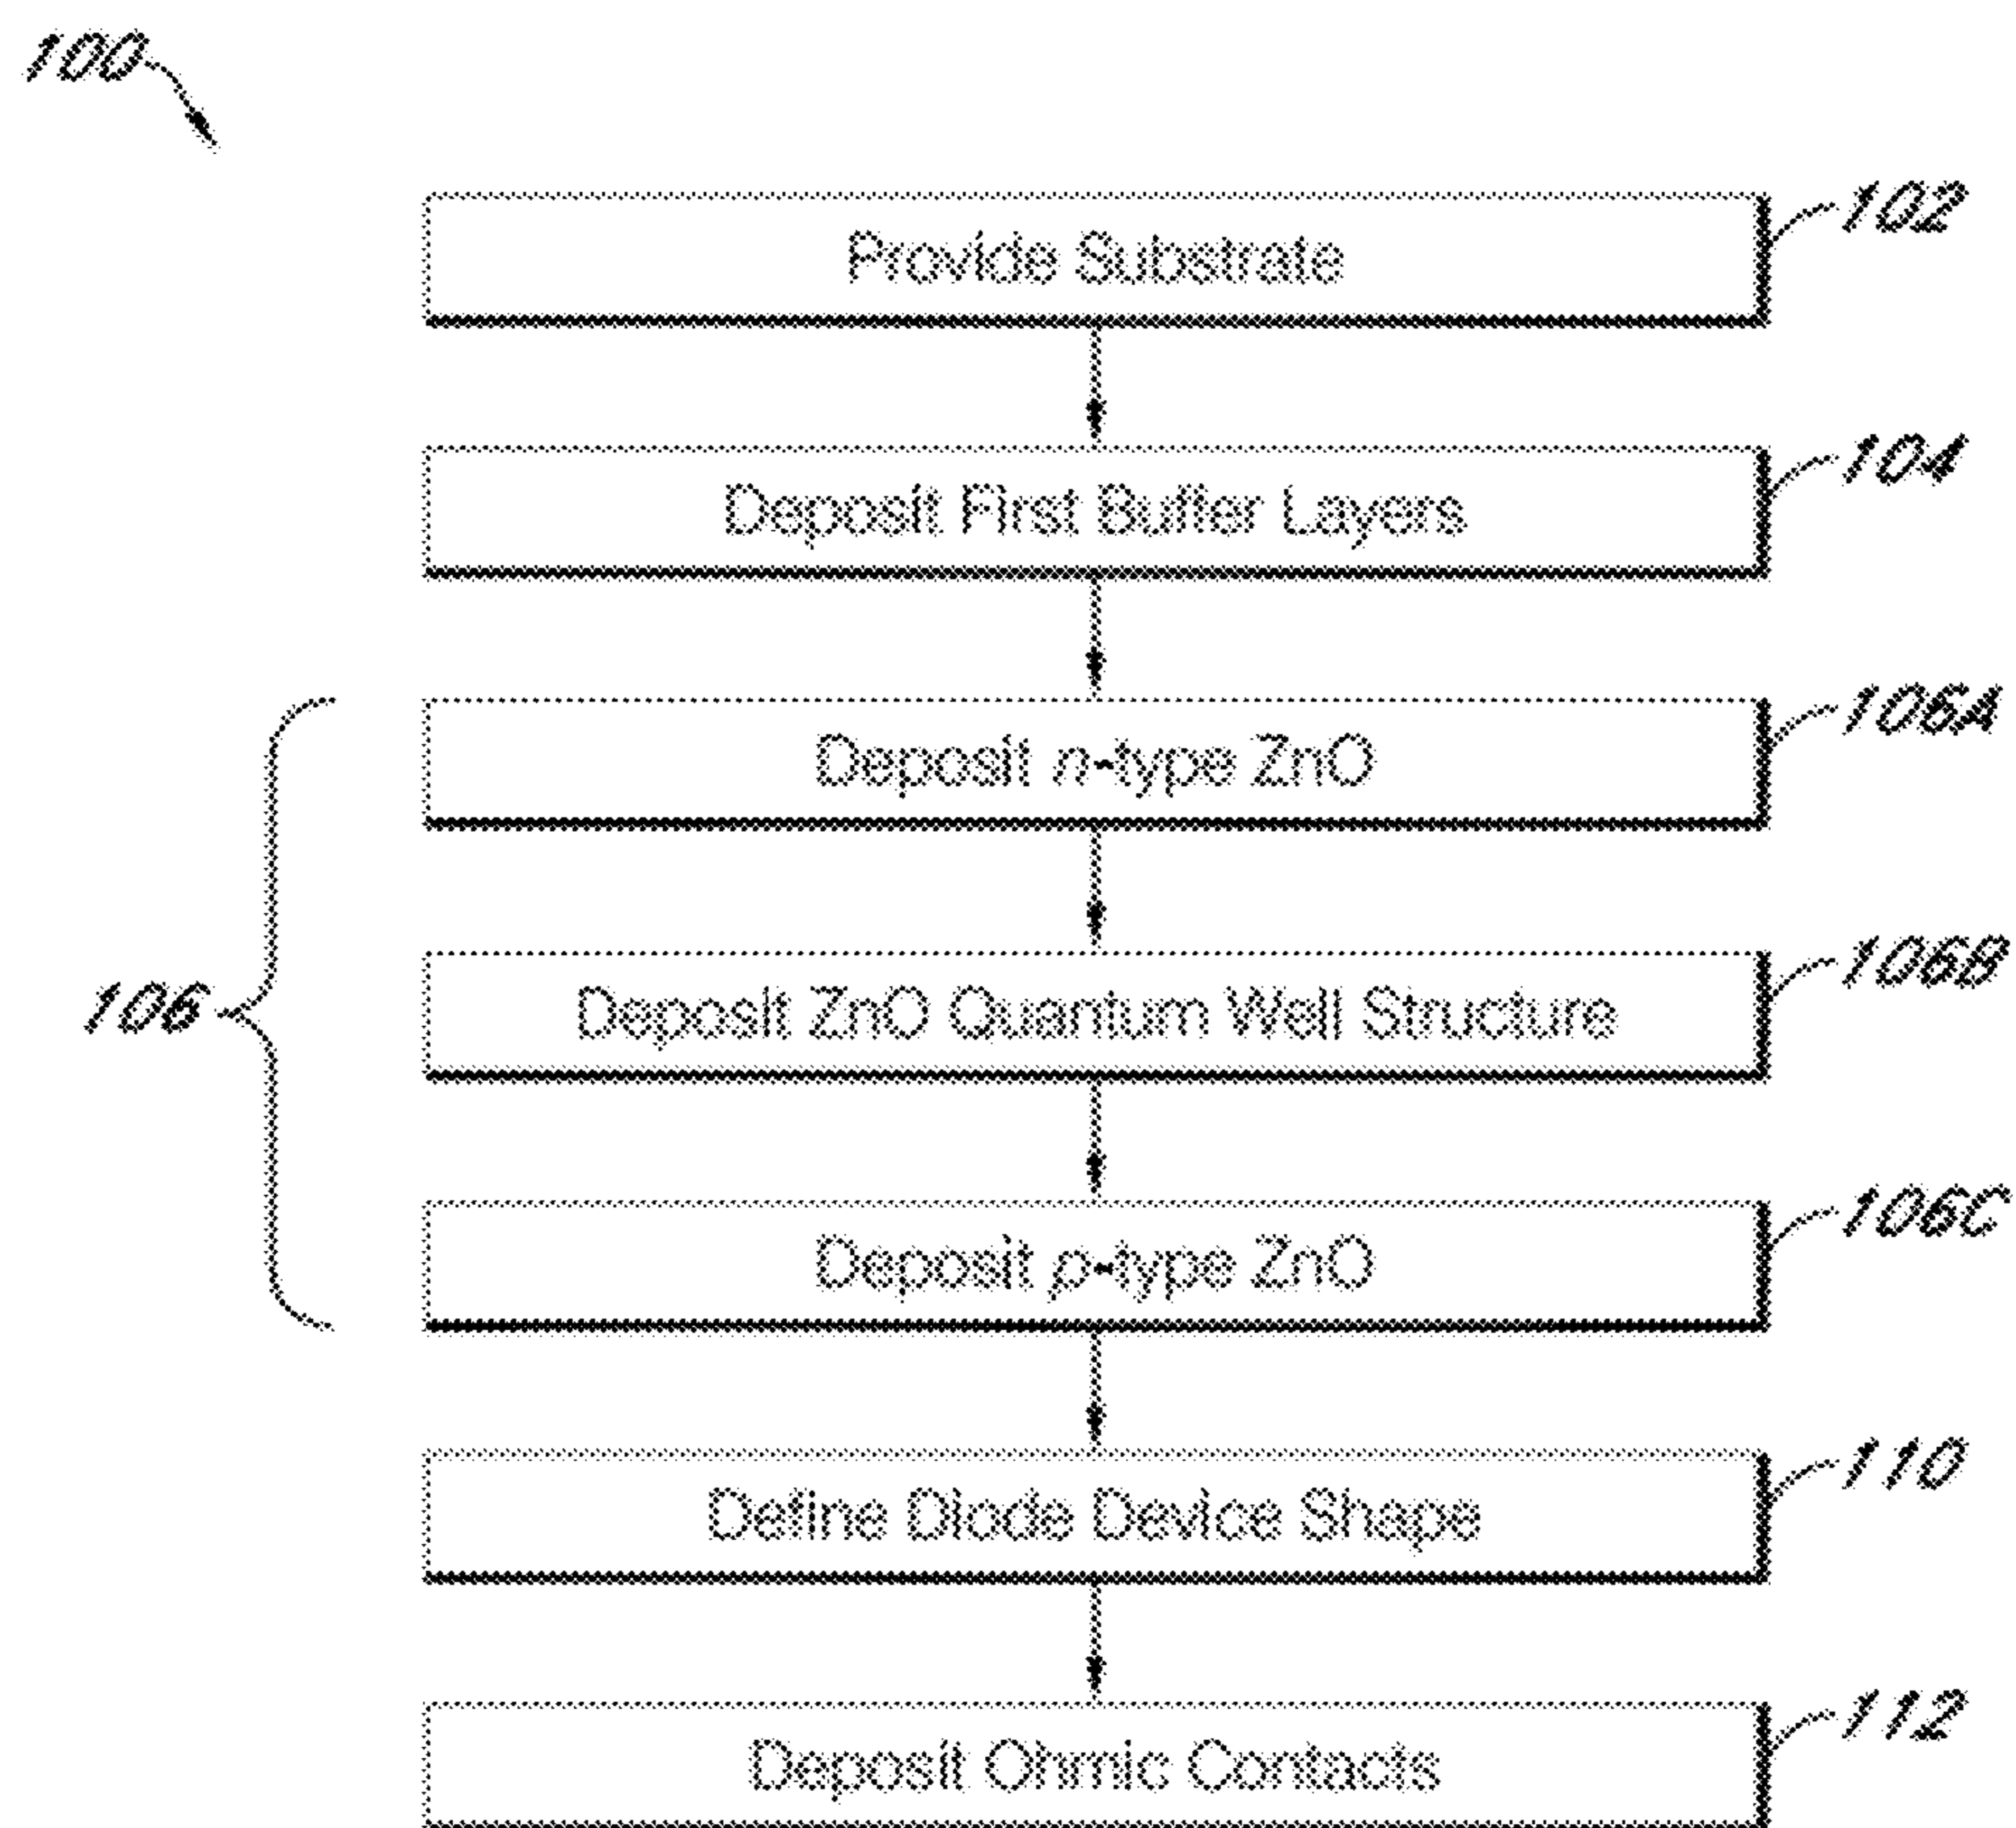 100
Provide Substrate
102
Deposit First Buffer Layers
104
Deposit n-type ZnO
106A
Deposit ZnO Quantum Well Structure
106B
106
Deposit p-type ZnO
106C
Define Diode Device Shape
110
Deposit Ohmic Contacts
112